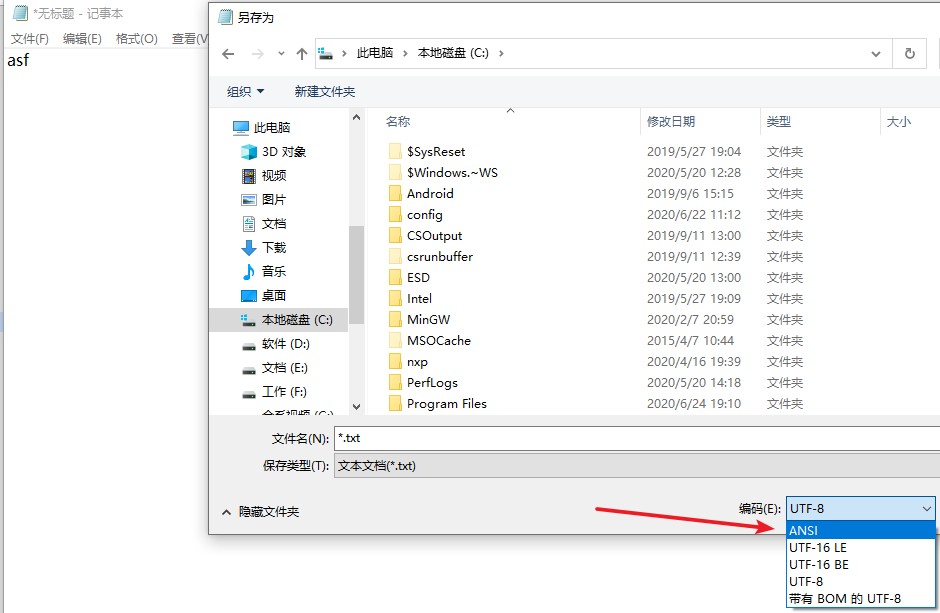 *无标题 - 记事本
文件(F) 编辑(E) 格式(O) 查看(V
asf
另存为
此电脑 本地磁盘 (C:)
组织 新建文件夹
此电脑
3D 对象
视频
图片
文档
下载
音乐
桌面
本地磁盘 (C:)
软件 (D:)
文档 (E:)
工作 (F:)
名称 修改日期 类型 大小
$SysReset 2019/5/27 19:04 文件夹
$Windows.~WS 2020/5/20 12:28 文件夹
Android 2019/9/6 15:15 文件夹
config 2020/6/22 11:12 文件夹
CSOutput 2019/9/11 13:00 文件夹
csrunbuffer 2019/9/11 12:39 文件夹
ESD 2020/5/20 13:00 文件夹
Intel 2019/5/27 19:09 文件夹
MinGW 2020/2/7 20:59 文件夹
MSOCache 2015/4/7 10:44 文件夹
nxp 2020/4/16 19:39 文件夹
PerfLogs 2020/5/20 14:18 文件夹
Program Files 2020/6/24 19:10 文件夹
文件名(N): *.txt
保存类型(T): 文本文档(*.txt)
隐藏文件夹
编码(E): UTF-8
ANSI
UTF-16 LE
UTF-16 BE
UTF-8
带有 BOM 的 UTF-8